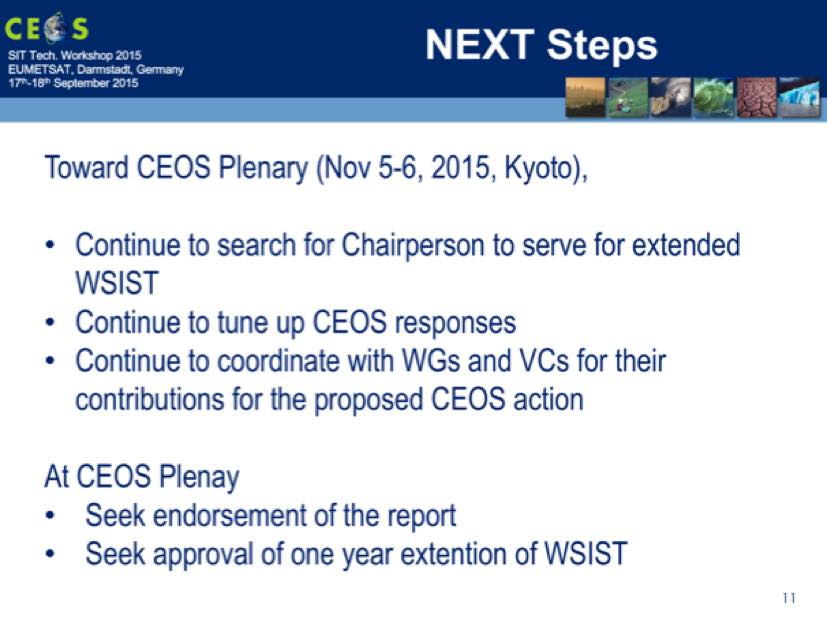 CEOS
SIT Tech. Workshop 2015
EUMETSAT, Darmstadt, Germany
17th-18th September 2015
NEXT Steps
Toward CEOS Plenary (Nov 5-6, 2015, Kyoto),
• Continue to search for Chairperson to serve for extended
WSIST
• Continue to tune up CEOS responses
• Continue to coordinate with WGs and VCs for their
contributions for the proposed CEOS action
At CEOS Plenay
• Seek endorsement of the report
• Seek approval of one year extention of WSIST
11